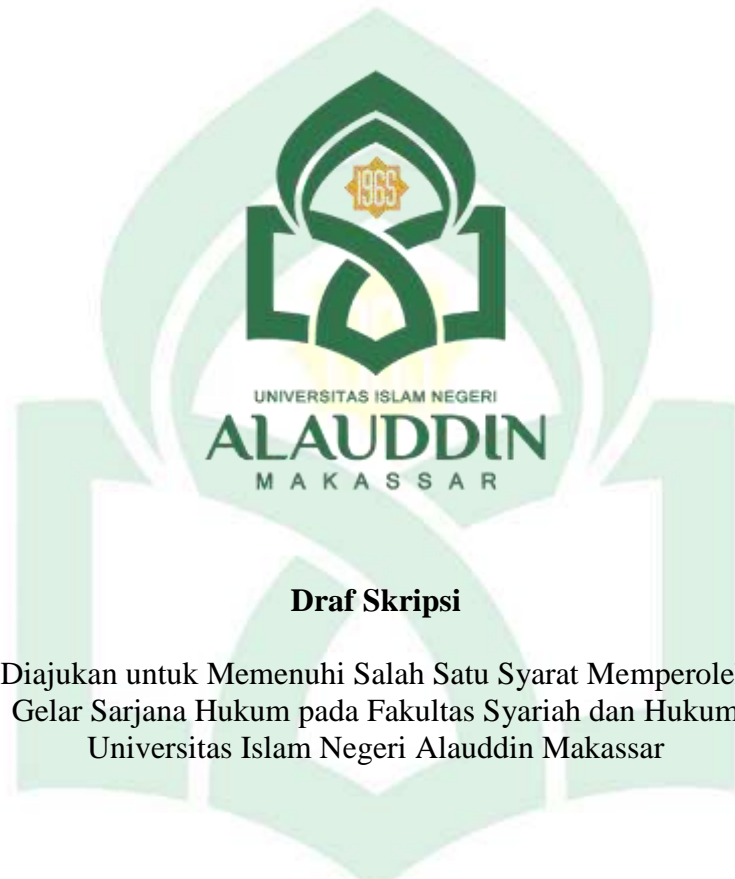 1965
UNIVERSITAS ISLAM NEGERI
ALAUDDIN
MAKASSAR
Draf Skripsi
Diajukan untuk Memenuhi Salah Satu Syarat Memperole
Gelar Sarjana Hukum pada Fakultas Syariah dan Hukum
Universitas Islam Negeri Alauddin Makassar